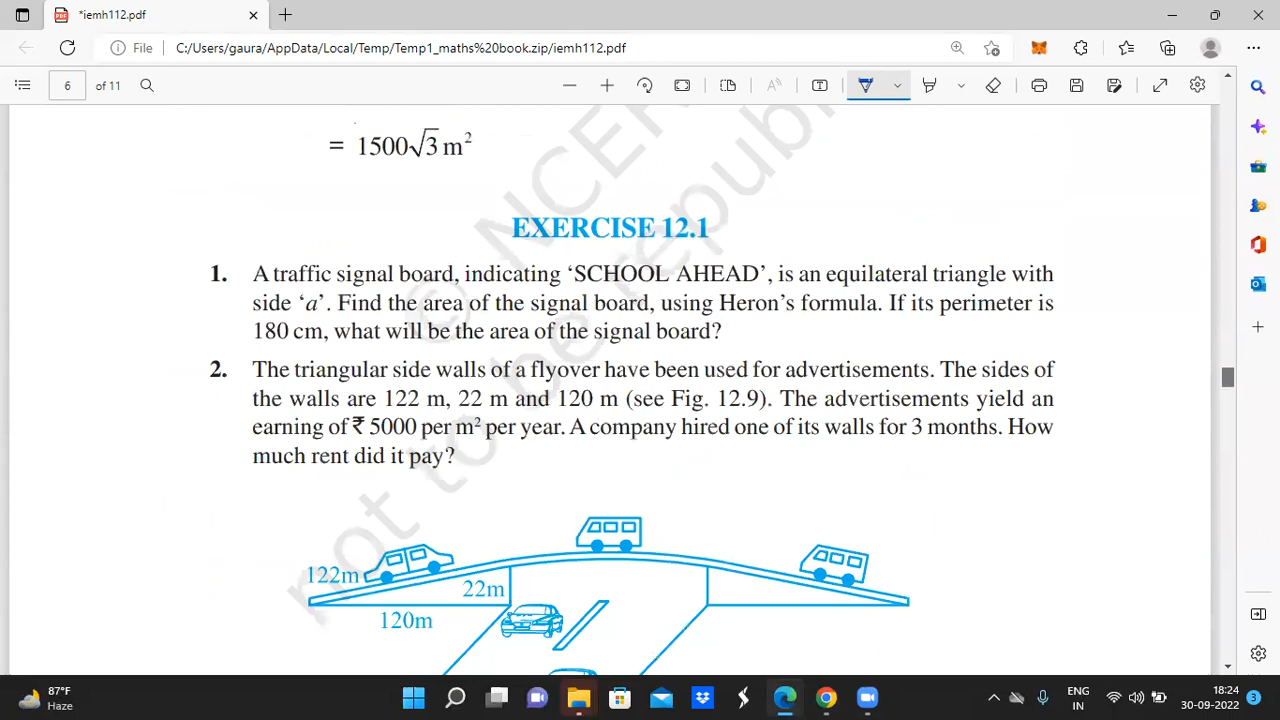 *iemh112.pdf
File C:/Users/gaura/AppData/Local/Temp/Temp1_maths%20book.zip/iemh112.pdf
6 of 11
= 1500√3 m²
© NCER
not to be republ
EXERCISE 12.1
1. A traffic signal board, indicating ‘SCHOOL AHEAD’, is an equilateral triangle with
side ‘a’. Find the area of the signal board, using Heron’s formula. If its perimeter is
180 cm, what will be the area of the signal board?
2. The triangular side walls of a flyover have been used for advertisements. The sides of
the walls are 122 m, 22 m and 120 m (see Fig. 12.9). The advertisements yield an
earning of ₹ 5000 per m² per year. A company hired one of its walls for 3 months. How
much rent did it pay?
122m
22m
120m
87°F
Haze
ENG
IN
18:24
30-09-2022
3